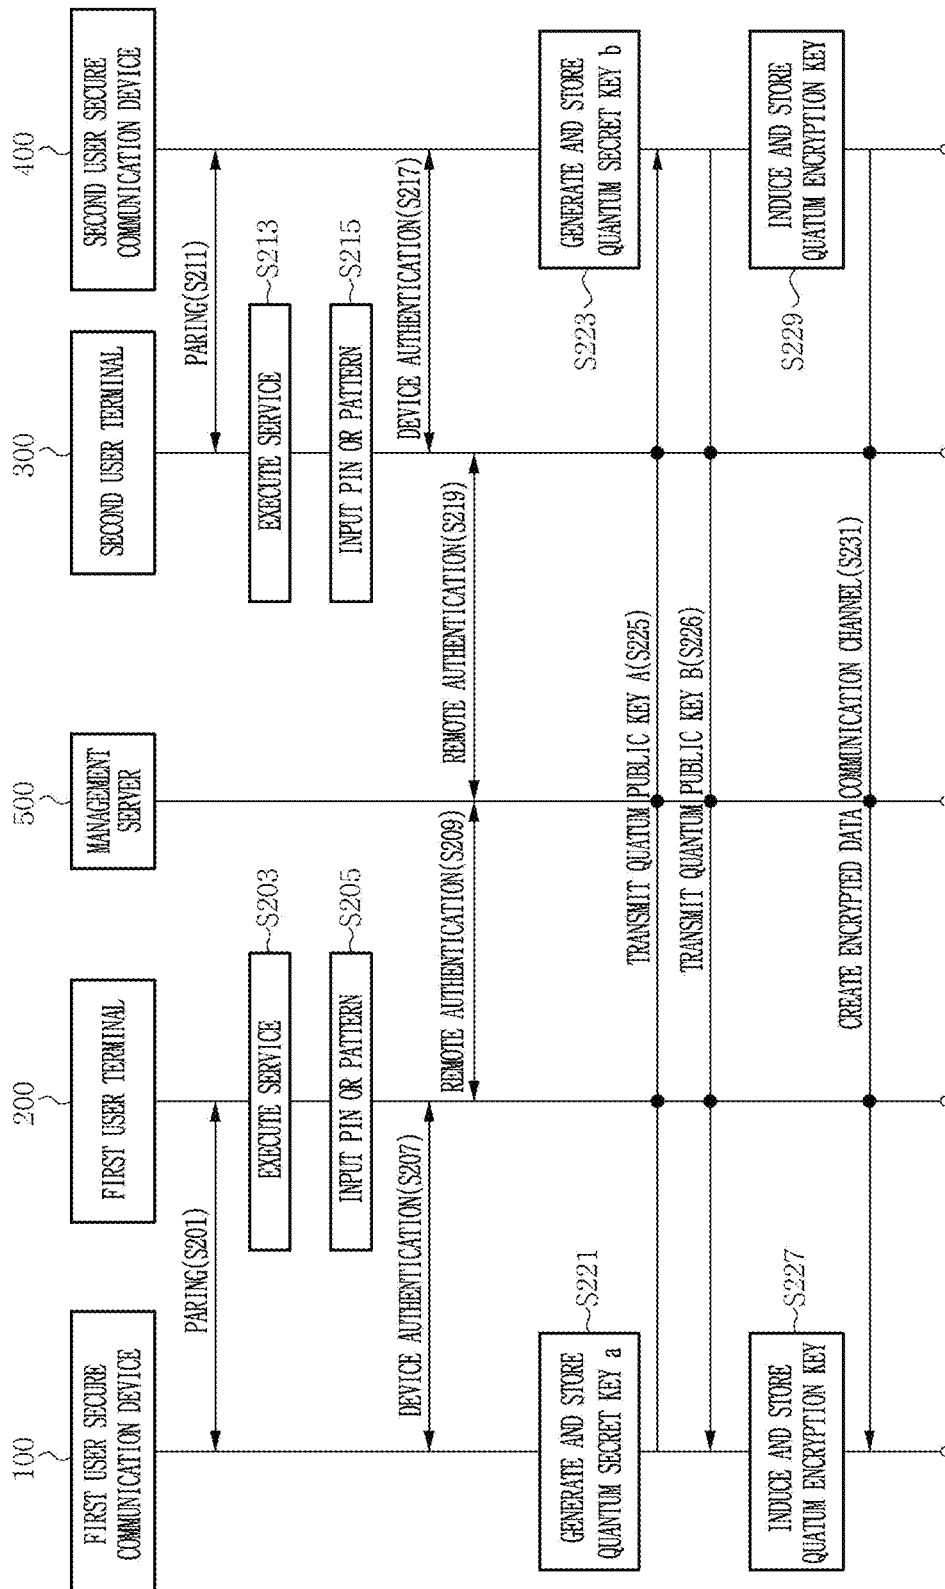 100
FIRST USER SECURE
COMMUNICATION DEVICE
200
FIRST USER TERMINAL
500
MANAGEMENT
SERVER
300
SECOND USER TERMINAL
400
SECOND USER SECURE
COMMUNICATION DEVICE
PARING(S201)
PARING(S211)
EXECUTE SERVICE
S203
EXECUTE SERVICE
S213
INPUT PIN OR PATTERN
S205
INPUT PIN OR PATTERN
S215
DEVICE AUTHENTICATION(S207)
DEVICE AUTHENTICATION(S217)
REMOTE AUTHENTICATION(S209)
REMOTE AUTHENTICATION(S219)
GENERATE AND STORE
QUANTUM SECRET KEY a
S221
S223
GENERATE AND STORE
QUANTUM SECRET KEY b
TRANSMIT QUATUM PUBLIC KEY A(S225)
TRANSMIT QUANTUM PUBLIC KEY B(S226)
INDUCE AND STORE
QUATUM ENCRYPTION KEY
S227
S229
INDUCE AND STORE
QUATUM ENCRYPTION KEY
CREATE ENCRYPTED DATA COMMUNICATION CHANNEL(S231)